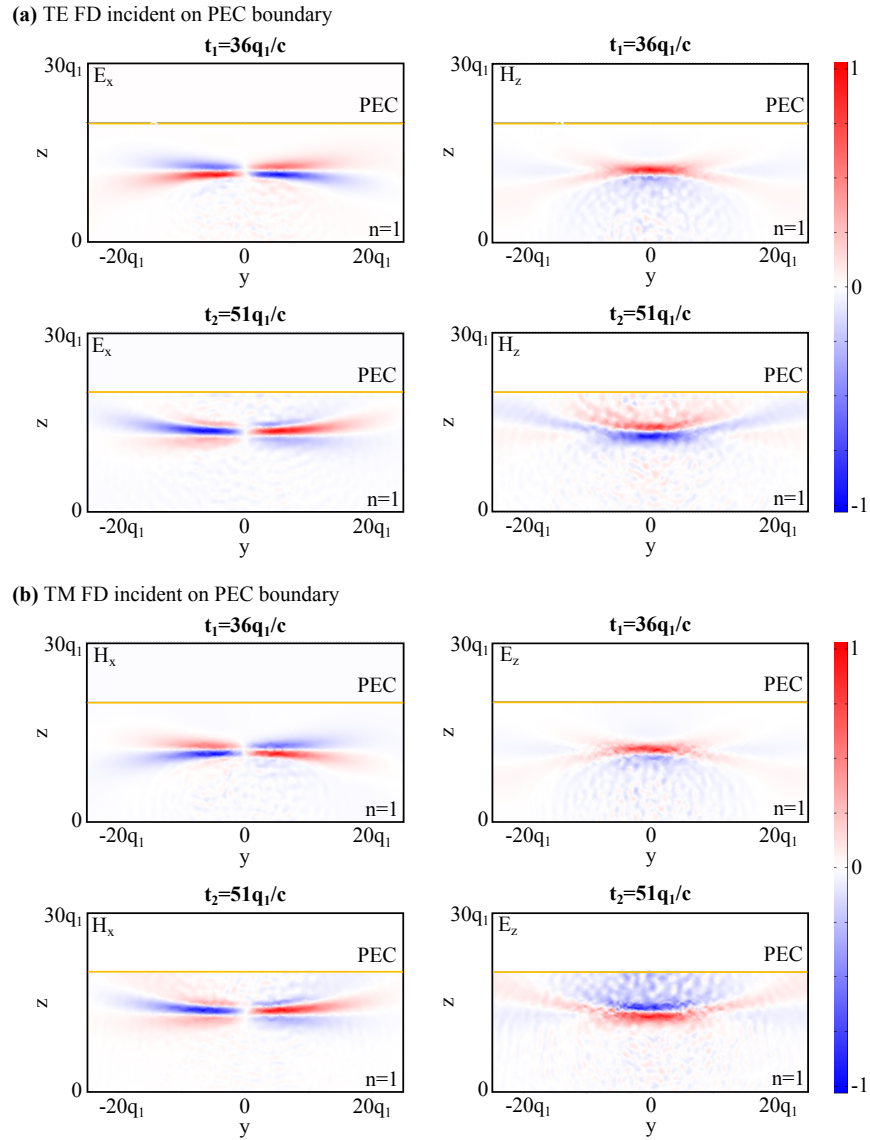 (a) TE FD incident on PEC boundary
t₁=36q₁/c t₁=36q₁/c
30q₁ Eₓ PEC 30q₁ H_z PEC 1
z z
0 n=1 0 n=1
-20q₁ 0 20q₁ -20q₁ 0 20q₁ 0
y y
t₂=51q₁/c t₂=51q₁/c
30q₁ Eₓ PEC 30q₁ H_z PEC
z z
0 n=1 0 n=1 -1
-20q₁ 0 20q₁ -20q₁ 0 20q₁
y y
(b) TM FD incident on PEC boundary
t₁=36q₁/c t₁=36q₁/c
30q₁ Hₓ PEC 30q₁ E_z PEC 1
z z
0 n=1 0 n=1
-20q₁ 0 20q₁ -20q₁ 0 20q₁ 0
y y
t₂=51q₁/c t₂=51q₁/c
30q₁ Hₓ PEC 30q₁ E_z PEC
z z
0 n=1 0 n=1 -1
-20q₁ 0 20q₁ -20q₁ 0 20q₁
y y